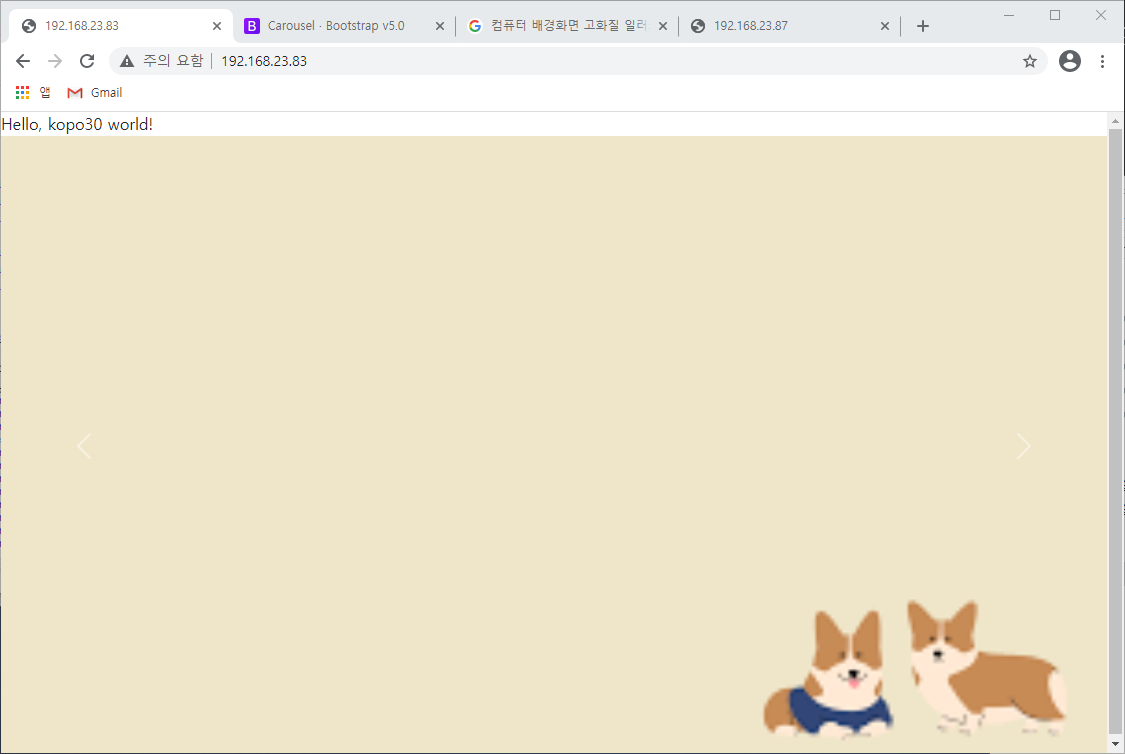 192.168.23.83
Carousel · Bootstrap v5.0
컴퓨터 배경화면 고화질 일러
192.168.23.87
주의 요함
192.168.23.83
앱
Gmail
Hello, kopo30 world!